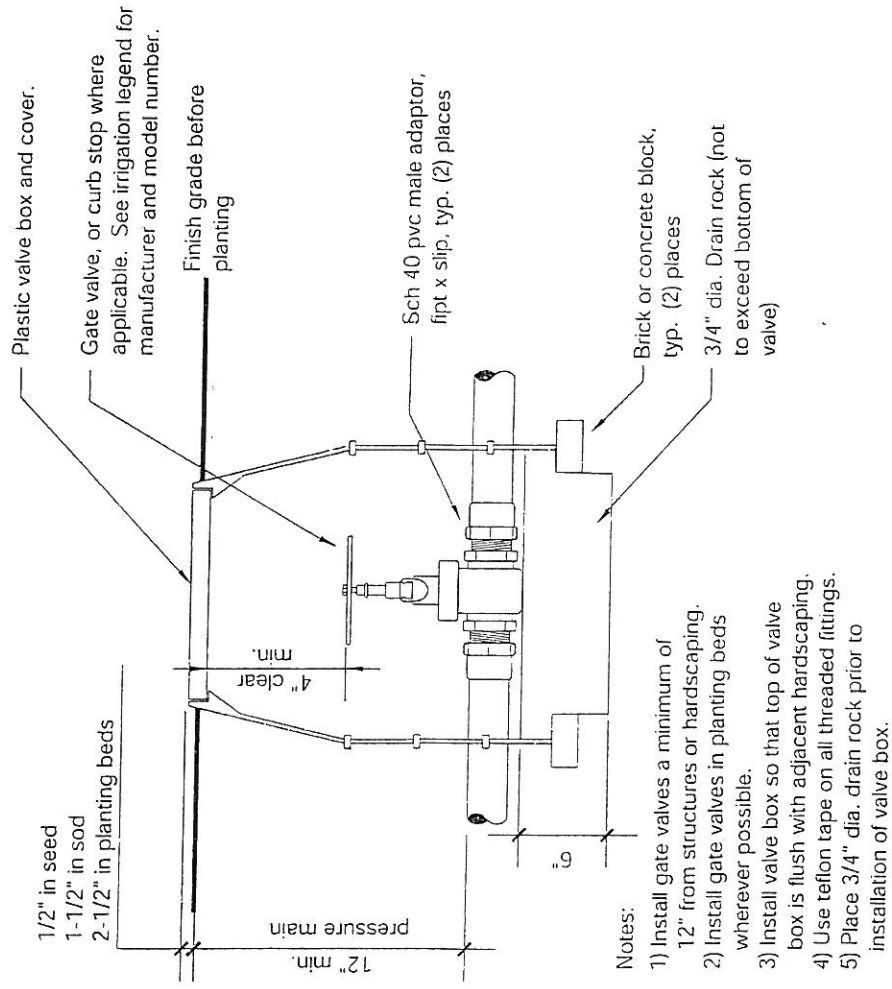 Plastic valve box and cover.
Gate valve, or curb stop where
applicable. See irrigation legend for
manufacturer and model number.
Finish grade before
planting
Sch 40 pvc male adaptor,
fipt x slip, typ. (2) places
Brick or concrete block,
typ. (2) places
3/4" dia. Drain rock (not
to exceed bottom of
valve)
1/2" in seed
1-1/2" in sod
2-1/2" in planting beds
4" clear
min.
12" min.
pressure main
6"
Notes:
1) Install gate valves a minimum of
12" from structures or hardscaping.
2) Install gate valves in planting beds
wherever possible.
3) Install valve box so that top of valve
box is flush with adjacent hardscaping.
4) Use teflon tape on all threaded fittings.
5) Place 3/4" dia. drain rock prior to
installation of valve box.